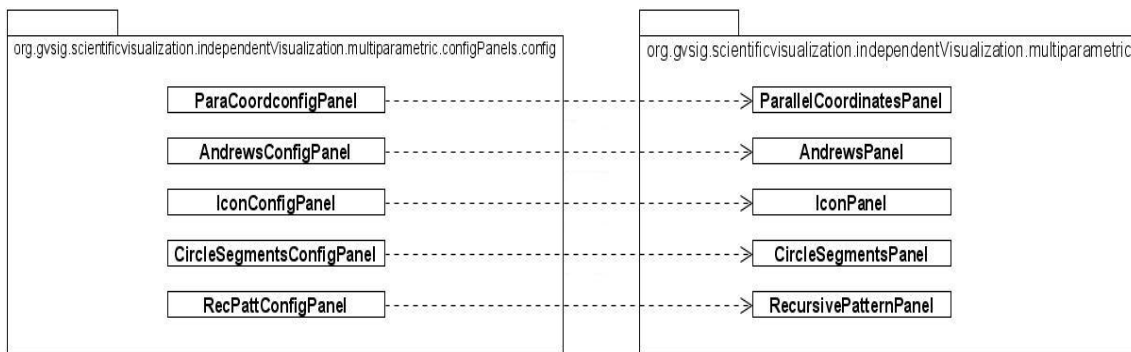 org.gvsig.scientificvisualization.independentVisualization.multiparametric.configPanels.config
org.gvsig.scientificvisualization.independentVisualization.multiparametric
ParaCoordconfigPanel
ParallelCoordinatesPanel
AndrewsConfigPanel
AndrewsPanel
IconConfigPanel
IconPanel
CircleSegmentsConfigPanel
CircleSegmentsPanel
RecPattConfigPanel
RecursivePatternPanel